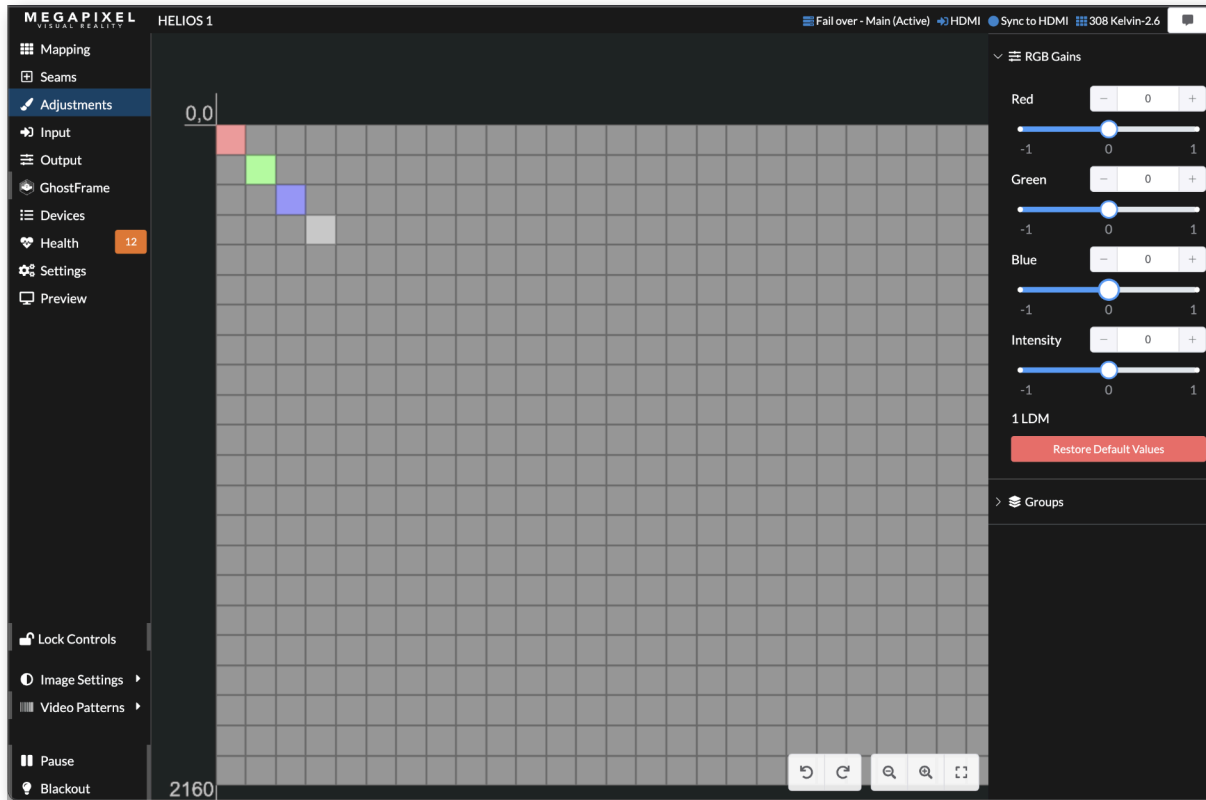 MEGAPIXEL
VISUAL REALITY
HELIOS 1
Fail over - Main (Active) HDMI Sync to HDMI 308 Kelvin-2.6
Mapping
Seams
Adjustments
Input
Output
GhostFrame
Devices
Health 12
Settings
Preview
Lock Controls
Image Settings
Video Patterns
Pause
Blackout
0,0
2160
RGB Gains
Red − 0 +
-1 0 1
Green − 0 +
-1 0 1
Blue − 0 +
-1 0 1
Intensity − 0 +
-1 0 1
1 LDM
Restore Default Values
Groups